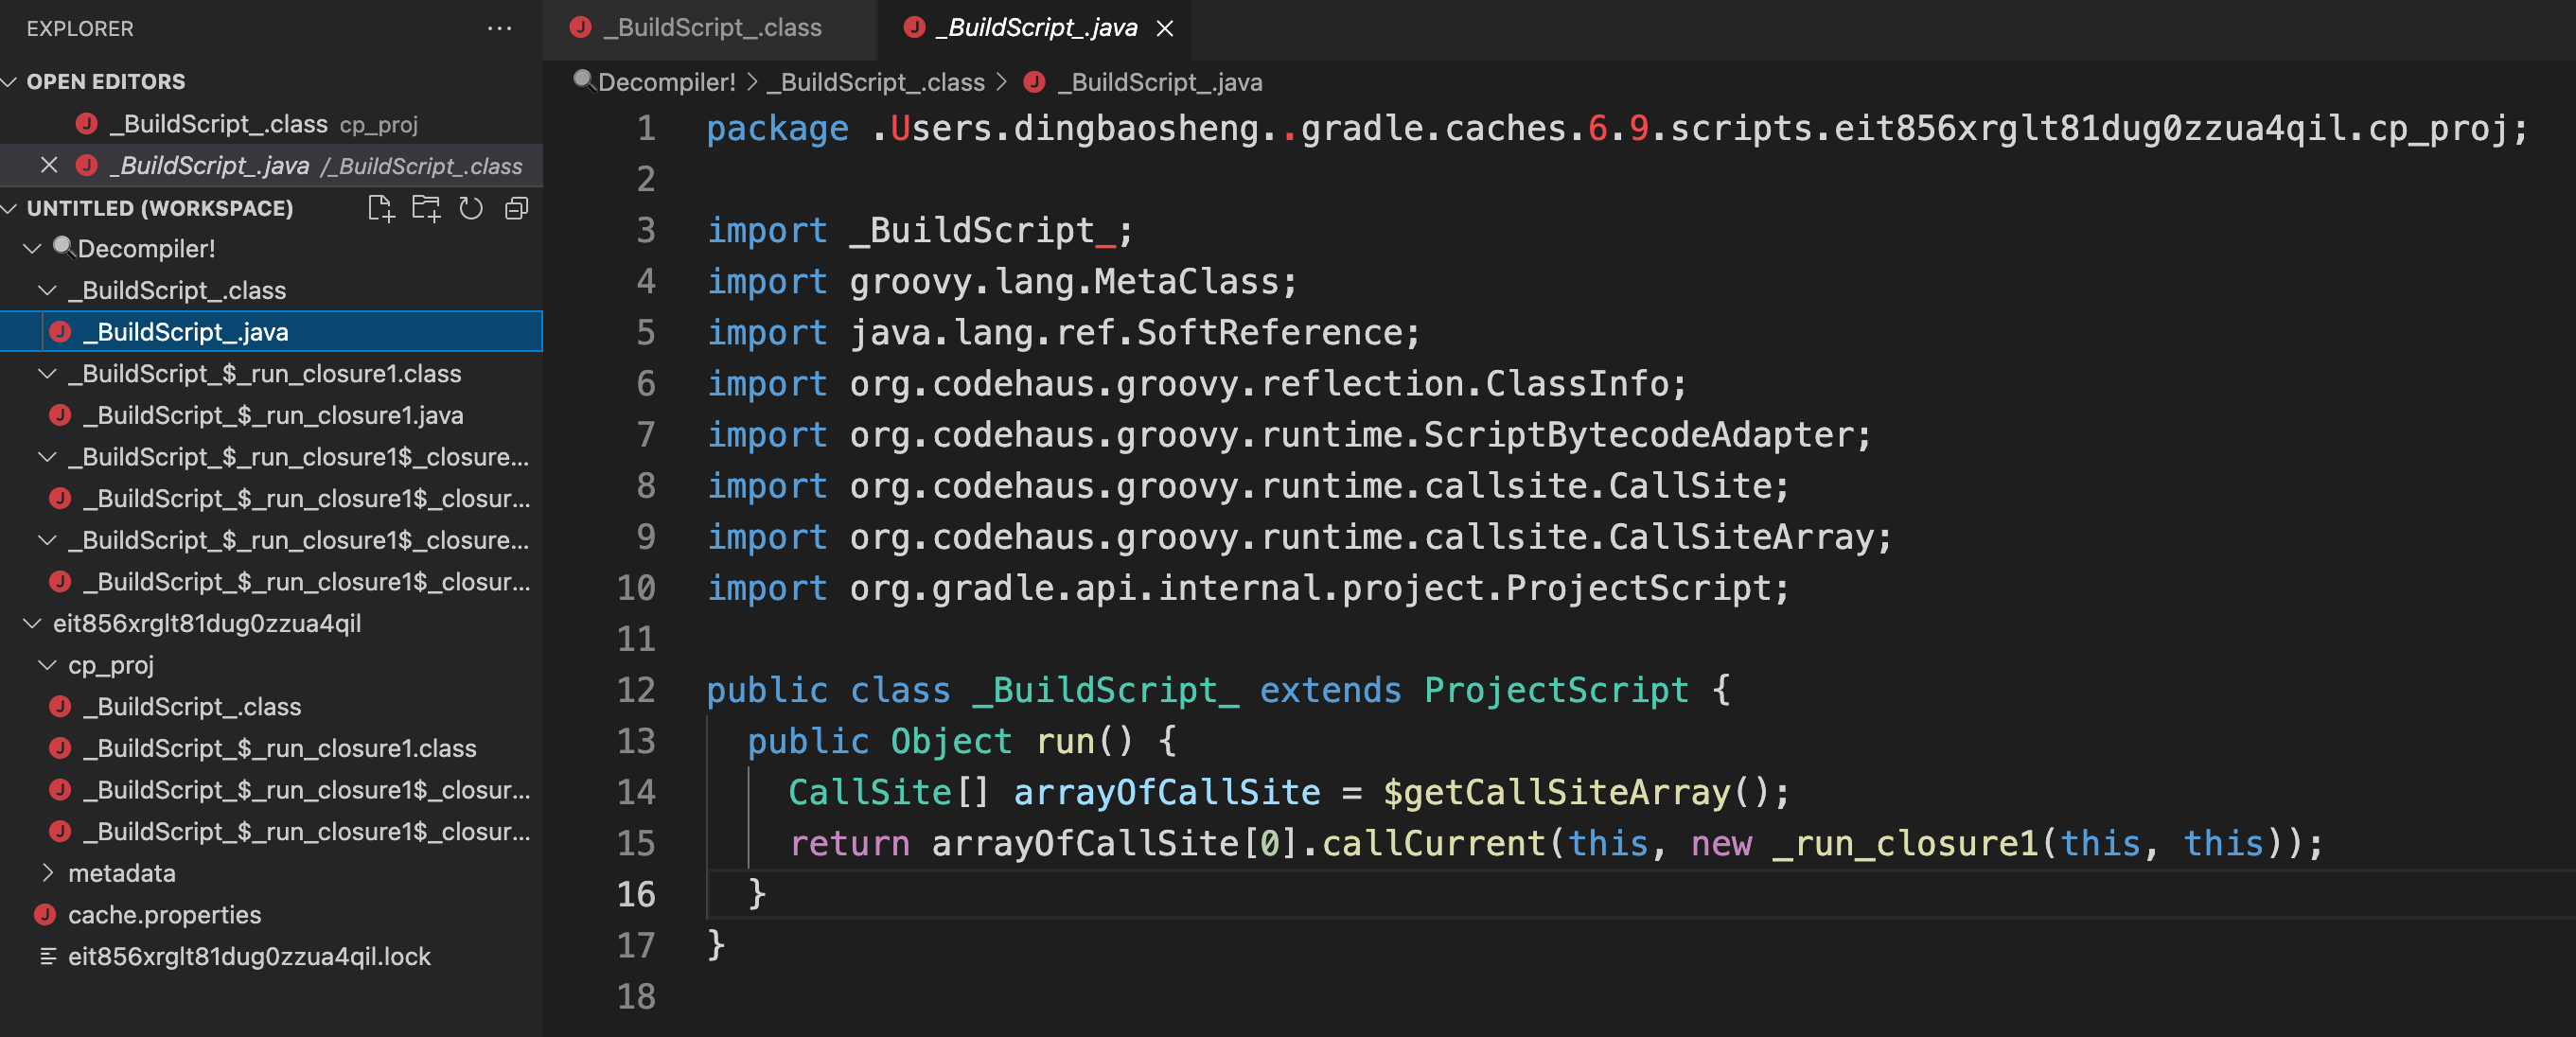 EXPLORER
OPEN EDITORS
_BuildScript_.class cp_proj
_BuildScript_.java /_BuildScript_.class
UNTITLED (WORKSPACE)
Decompiler!
_BuildScript_.class
_BuildScript_.java
_BuildScript_$_run_closure1.class
_BuildScript_$_run_closure1.java
_BuildScript_$_run_closure1$_closure...
_BuildScript_$_run_closure1$_closur...
_BuildScript_$_run_closure1$_closure...
_BuildScript_$_run_closure1$_closur...
eit856xrglt81dug0zzua4qil
cp_proj
_BuildScript_.class
_BuildScript_$_run_closure1.class
_BuildScript_$_run_closure1$_closur...
_BuildScript_$_run_closure1$_closur...
metadata
cache.properties
eit856xrglt81dug0zzua4qil.lock
_BuildScript_.class
_BuildScript_.java
Decompiler! > _BuildScript_.class > _BuildScript_.java
1 package .Users.dingbaosheng..gradle.caches.6.9.scripts.eit856xrglt81dug0zzua4qil.cp_proj;
2
3 import _BuildScript_;
4 import groovy.lang.MetaClass;
5 import java.lang.ref.SoftReference;
6 import org.codehaus.groovy.reflection.ClassInfo;
7 import org.codehaus.groovy.runtime.ScriptBytecodeAdapter;
8 import org.codehaus.groovy.runtime.callsite.CallSite;
9 import org.codehaus.groovy.runtime.callsite.CallSiteArray;
10 import org.gradle.api.internal.project.ProjectScript;
11
12 public class _BuildScript_ extends ProjectScript {
13 public Object run() {
14 CallSite[] arrayOfCallSite = $getCallSiteArray();
15 return arrayOfCallSite[0].callCurrent(this, new _run_closure1(this, this));
16 }
17 }
18